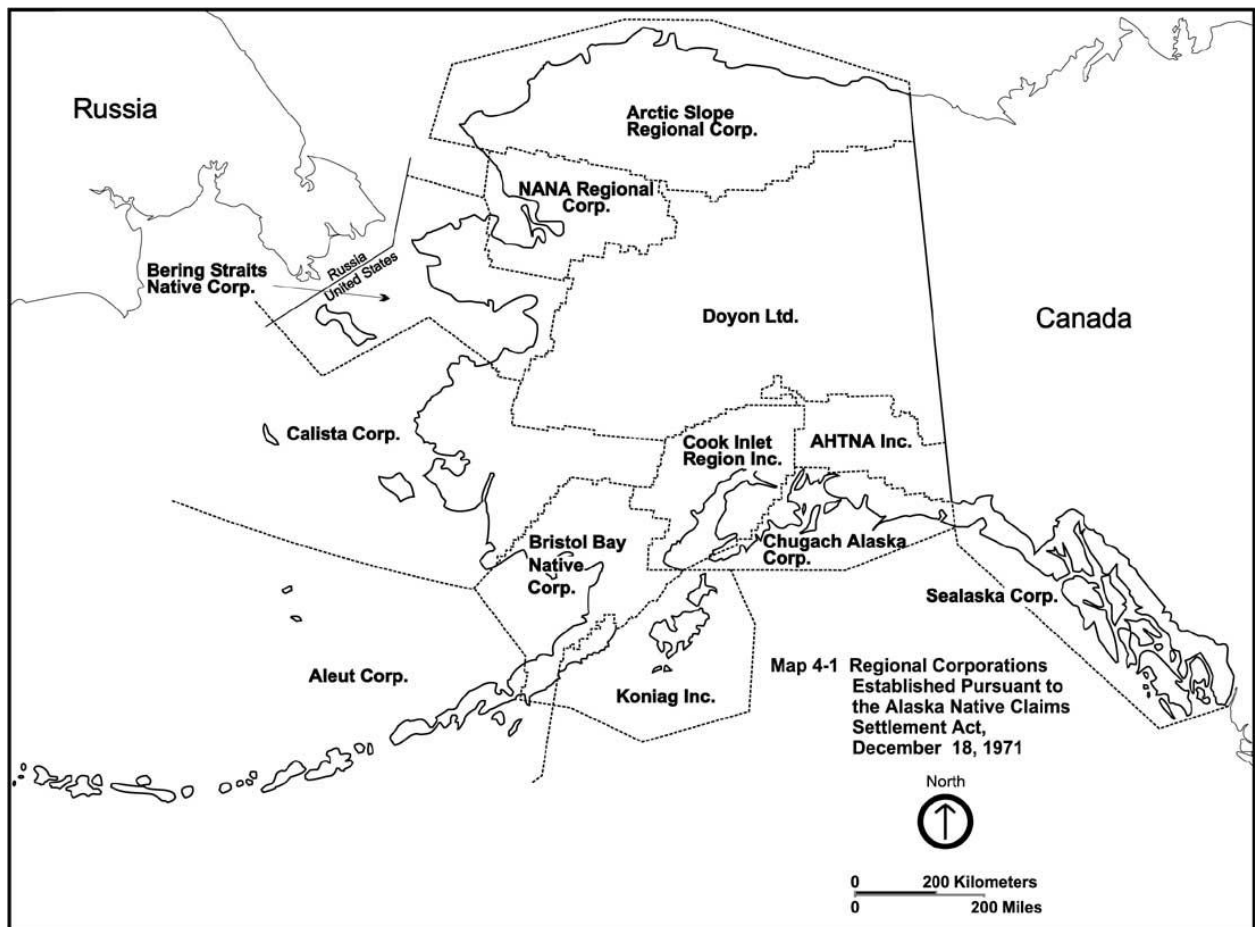 Russia
Arctic Slope
Regional Corp.
NANA Regional
Corp.
Bering Straits
Native Corp.
Russia
United States
Doyon Ltd.
Canada
Calista Corp.
Cook Inlet
Region Inc.
AHTNA Inc.
Bristol Bay
Native
Corp.
Chugach Alaska
Corp.
Sealaska Corp.
Aleut Corp.
Koniag Inc.
Map 4-1 Regional Corporations
Established Pursuant to
the Alaska Native Claims
Settlement Act,
December 18, 1971
North
0 200 Kilometers
0 200 Miles